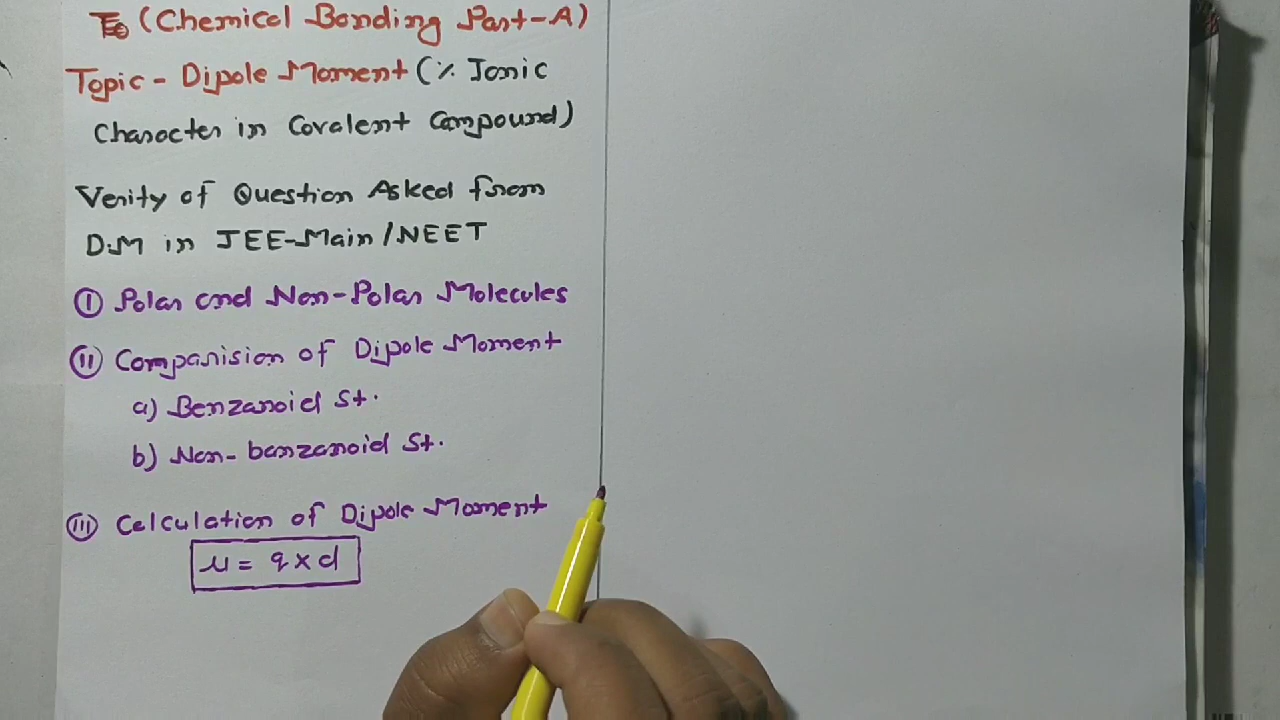 (Chemical Bonding Part-A)
Topic - Dipole Moment (% Ionic
Character in Covalent Compound)
Verity of Question Asked from
D.M in JEE-Main/NEET
(I) Polar and Non-Polar Molecules
(II) Comparision of Dipole Moment
a) Benzanoid St.
b) Non-benzanoid St.
(III) Calculation of Dipole Moment
μ = q × d